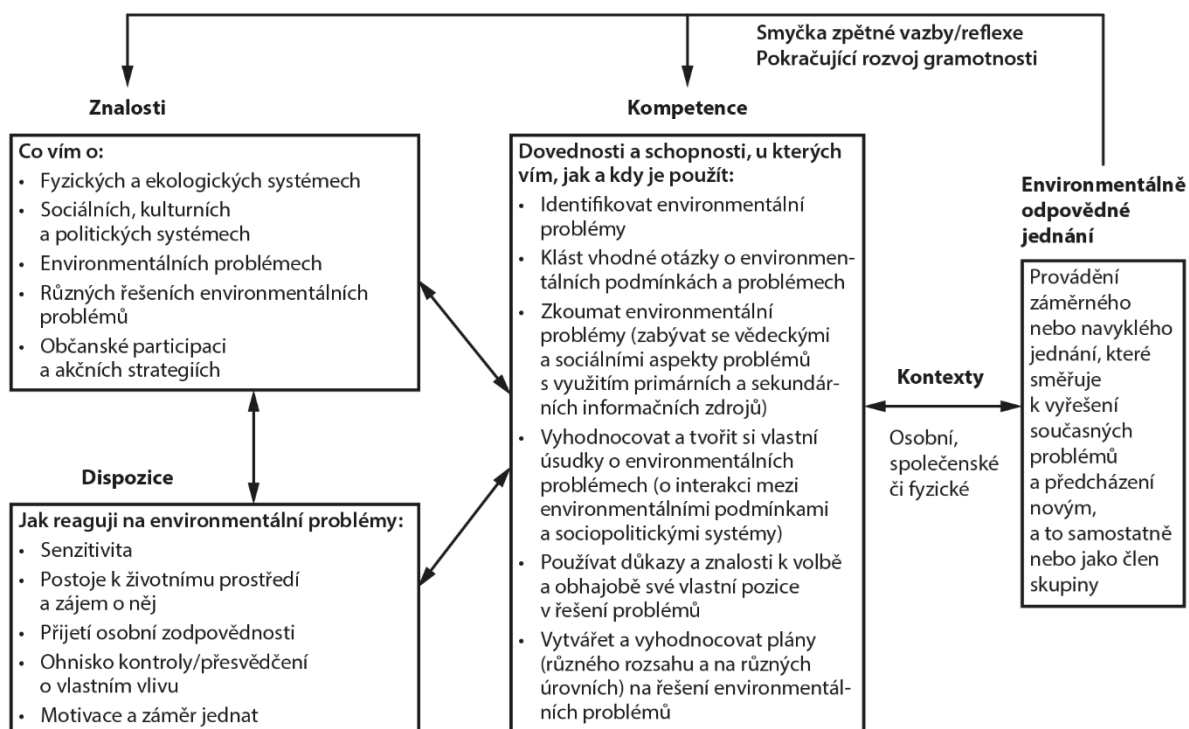 Smyčka zpětné vazby/reflexe
Pokračující rozvoj gramotnosti
Znalosti
Co vím o:
• Fyzických a ekologických systémech
• Sociálních, kulturních
a politických systémech
• Environmentálních problémech
• Různých řešeních environmentálních
problémů
• Občanské participaci
a akčních strategiích
Dispozice
Jak reaguji na environmentální problémy:
• Senzitivita
• Postoje k životnímu prostředí
a zájem o něj
• Přijetí osobní zodpovědnosti
• Ohnisko kontroly/přesvědčení
o vlastním vlivu
• Motivace a záměr jednat
Kompetence
Dovednosti a schopnosti, u kterých
vím, jak a kdy je použít:
• Identifikovat environmentální
problémy
• Klást vhodné otázky o environmen-
tálních podmínkách a problémech
• Zkoumat environmentální
problémy (zabývat se vědeckými
a sociálními aspekty problémů
s využitím primárních a sekundár-
ních informačních zdrojů)
• Vyhodnocovat a tvořit si vlastní
úsudky o environmentálních
problémech (o interakci mezi
environmentálními podmínkami
a sociopolitickými systémy)
• Používat důkazy a znalosti k volbě
a obhajobě své vlastní pozice
v řešení problémů
• Vytvářet a vyhodnocovat plány
(různého rozsahu a na různých
úrovních) na řešení environmentál-
ních problémů
Kontexty
Osobní,
společenské
či fyzické
Environmentálně
odpovědné
jednání
Provádění
záměrného
nebo navyklého
jednání, které
směřuje
k vyřešení
současných
problémů
a předcházení
novým,
a to samostatně
nebo jako člen
skupiny